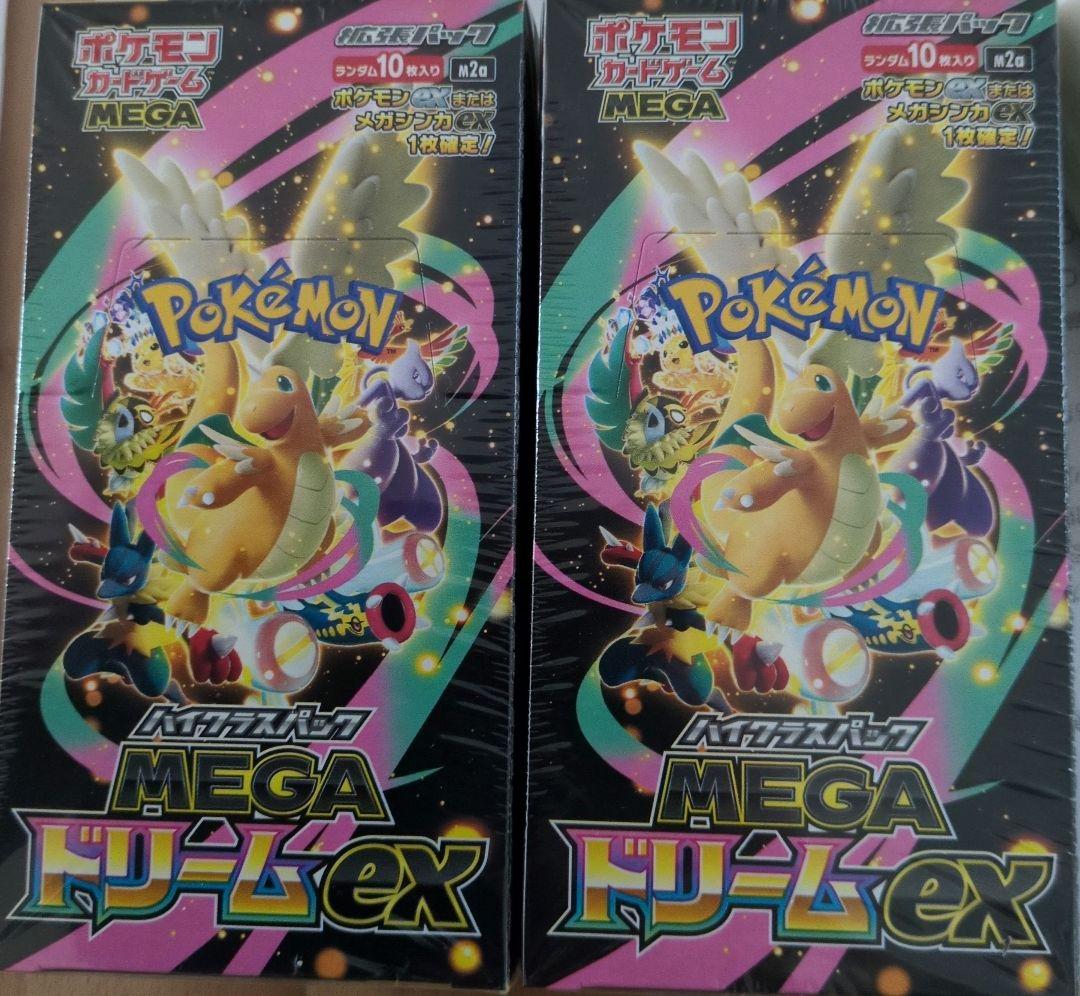 ポケモン
カードゲーム
MEGA
拡張パック
ランダム10枚入り M2a
ポケモンexまたは
メガシンカex
1枚確定!
POKéMON
TM
ハイクラスパック
MEGA
ドリームex
ポケモン
カードゲーム
MEGA
拡張パック
ランダム10枚入り M2a
ポケモンexまたは
メガシンカex
1枚確定!
POKéMON
TM
ハイクラスパック
MEGA
ドリームex